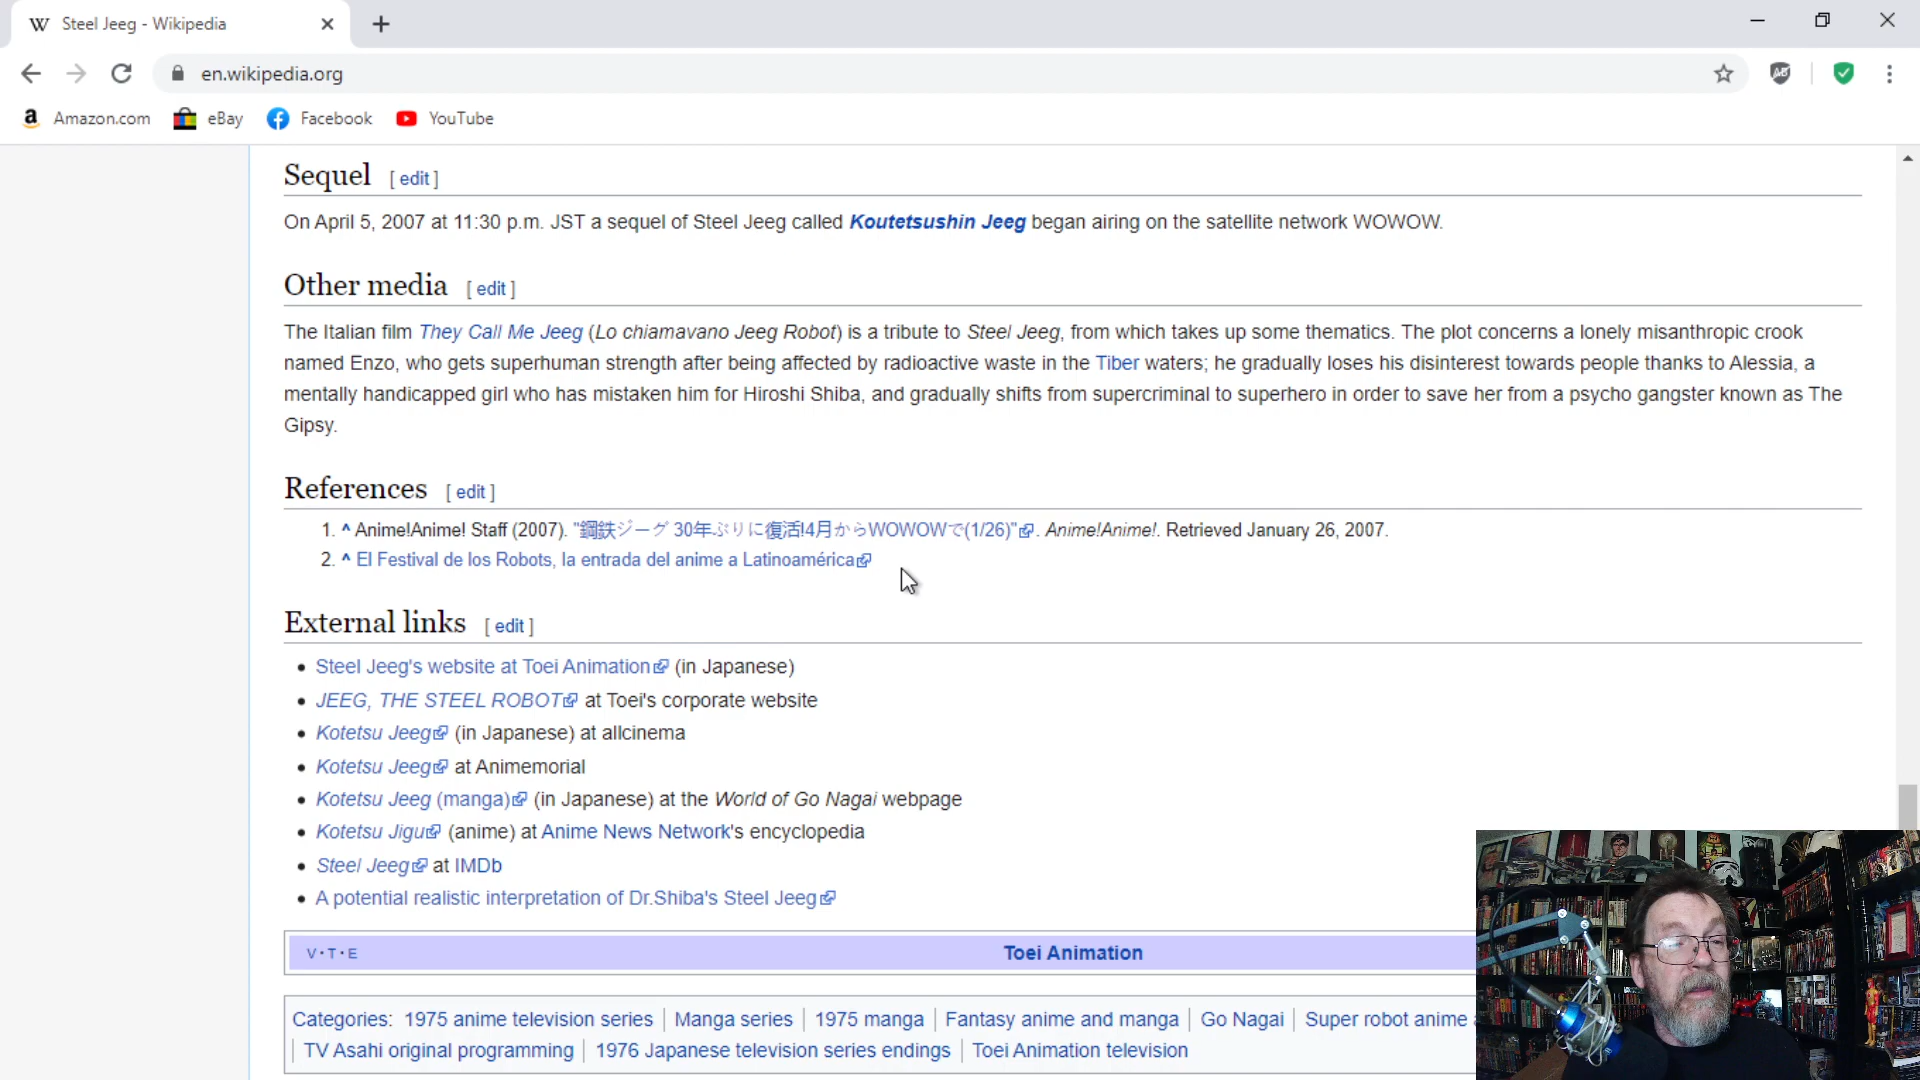 Steel Jeeg - Wikipedia
en.wikipedia.org
Amazon.com eBay Facebook YouTube
Sequel [ edit ]
On April 5, 2007 at 11:30 p.m. JST a sequel of Steel Jeeg called Koutetsushin Jeeg began airing on the satellite network WOWOW.
Other media [ edit ]
The Italian film They Call Me Jeeg (Lo chiamavano Jeeg Robot) is a tribute to Steel Jeeg, from which takes up some thematics. The plot concerns a lonely misanthropic crook
named Enzo, who gets superhuman strength after being affected by radioactive waste in the Tiber waters; he gradually loses his disinterest towards people thanks to Alessia, a
mentally handicapped girl who has mistaken him for Hiroshi Shiba, and gradually shifts from supercriminal to superhero in order to save her from a psycho gangster known as The
Gipsy.
References [ edit ]
1. ^ Anime!Anime! Staff (2007). "鋼鉄ジーグ 30年ぶりに復活!4月からWOWOWで(1/26)". Anime!Anime!. Retrieved January 26, 2007.
2. ^ El Festival de los Robots, la entrada del anime a Latinoamérica
External links [ edit ]
• Steel Jeeg's website at Toei Animation (in Japanese)
• JEEG, THE STEEL ROBOT at Toei's corporate website
• Kotetsu Jeeg (in Japanese) at allcinema
• Kotetsu Jeeg at Animemorial
• Kotetsu Jeeg (manga) (in Japanese) at the World of Go Nagai webpage
• Kotetsu Jigu (anime) at Anime News Network's encyclopedia
• Steel Jeeg at IMDb
• A potential realistic interpretation of Dr.Shiba's Steel Jeeg
V·T·E Toei Animation
Categories: 1975 anime television series | Manga series | 1975 manga | Fantasy anime and manga | Go Nagai | Super robot anime
| TV Asahi original programming | 1976 Japanese television series endings | Toei Animation television